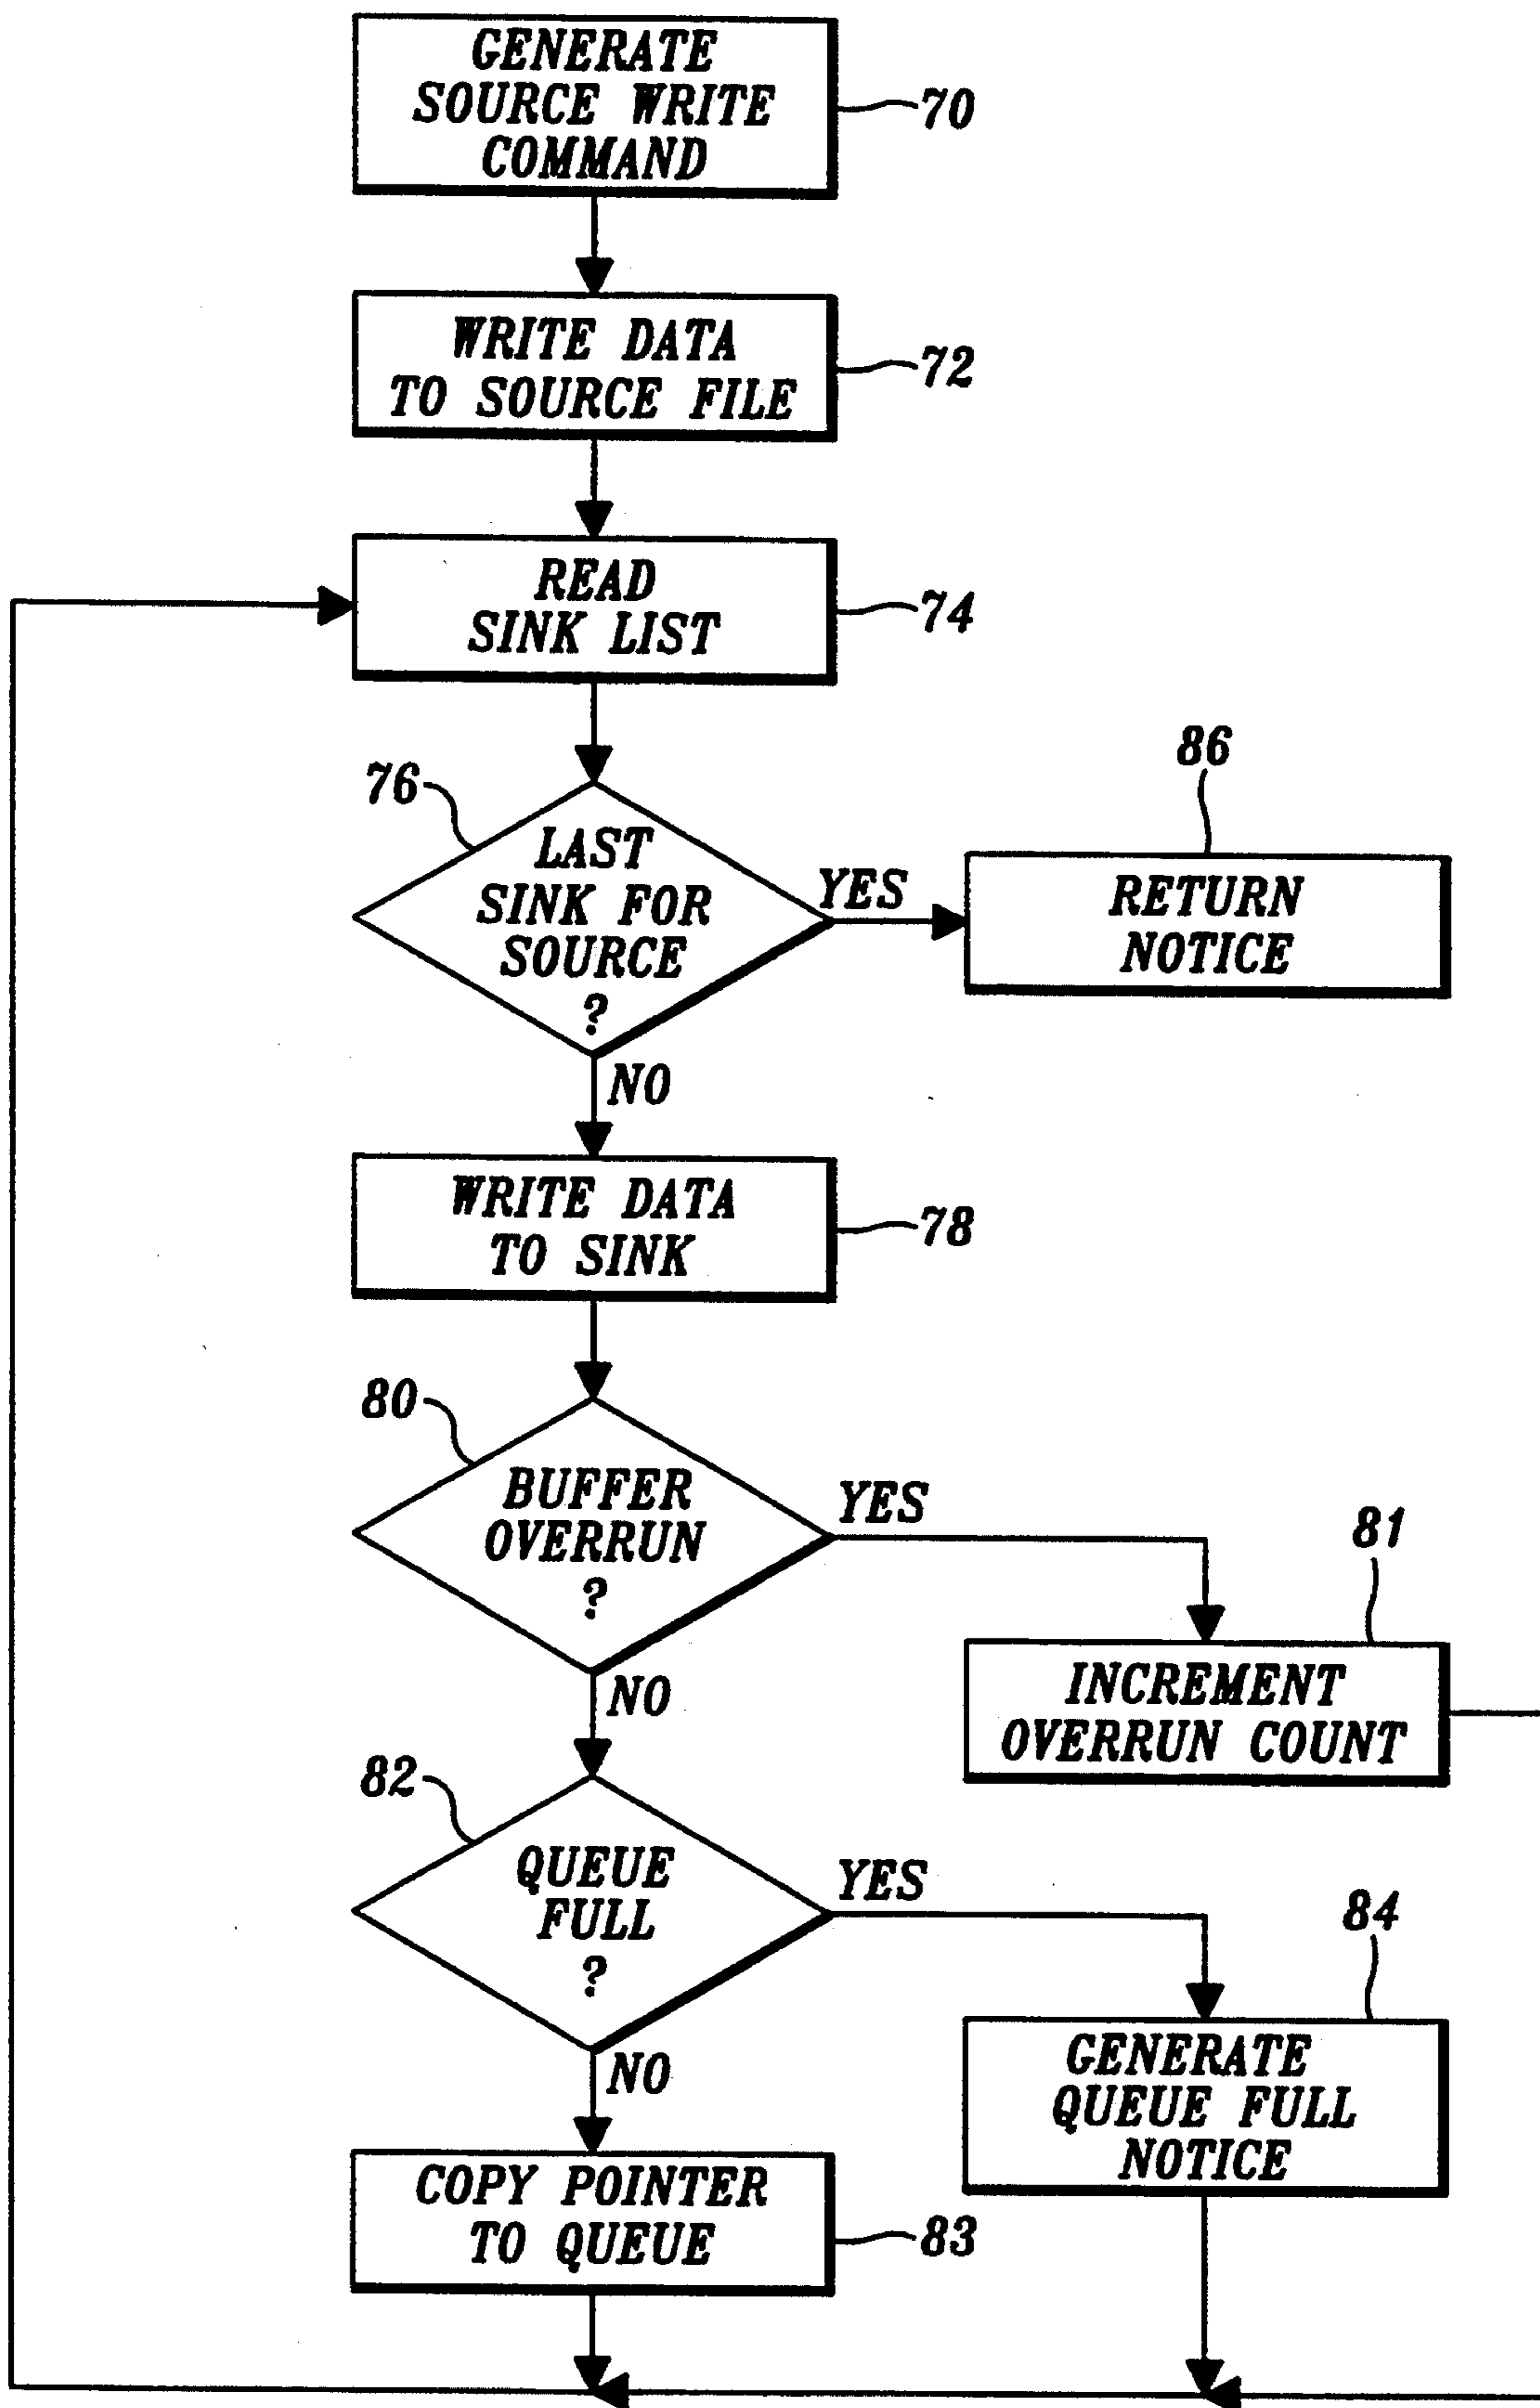 GENERATE
SOURCE WRITE
COMMAND
70
WRITE DATA
TO SOURCE FILE
72
READ
SINK LIST
74
76
LAST
SINK FOR
SOURCE
?
YES
86
RETURN
NOTICE
NO
WRITE DATA
TO SINK
78
80
BUFFER
OVERRUN
?
YES
81
INCREMENT
OVERRUN COUNT
NO
82
QUEUE
FULL
?
YES
84
GENERATE
QUEUE FULL
NOTICE
NO
COPY POINTER
TO QUEUE
83